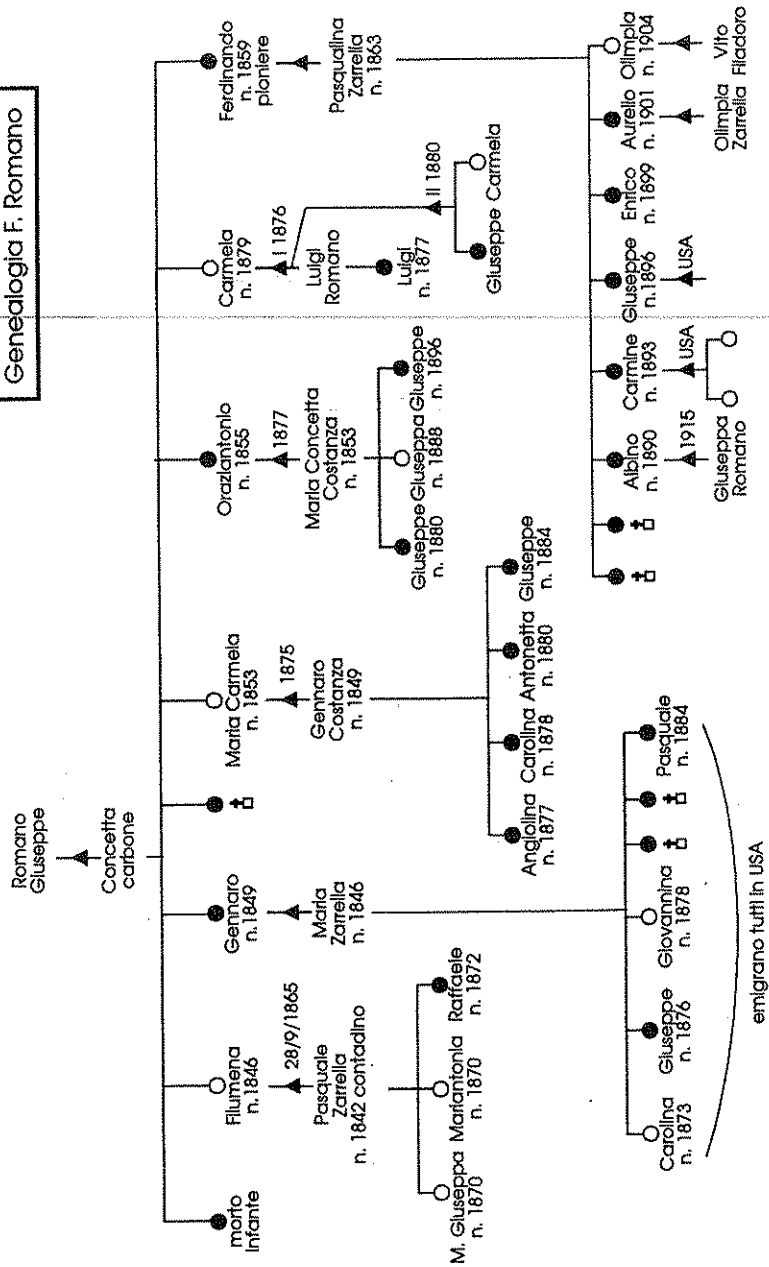 Genealogia F. Romano
Romano
Giuseppe
Concetta
carbone
morto
Infante
Filumena
n.1846
28/9/1865
Pasquale
Zarrella
n. 1842 contadino
M. Giuseppa
n. 1870
Mariantonia
n. 1870
Raffaele
n. 1872
Gennaro
n.1849
Maria
Zarrella
n. 1846
Carolina
n. 1873
Giuseppe
n. 1876
Giovannina
n. 1878
Pasquale
n. 1884
emigrano tutti in USA
Maria Carmela
n. 1853
1875
Gennaro
Costanza
n. 1849
Angiolina
n. 1877
Carolina
n. 1878
Antonetta
n. 1880
Giuseppe
n. 1884
Oraziantonio
n. 1855
1877
Maria Concetta
Costanza
n. 1853
Giuseppe
n. 1880
Giuseppa
n. 1888
Giuseppe
n. 1896
Carmela
n. 1879
I 1876
Luigi
Romano
Luigi
n. 1877
II 1880
Giuseppe
Carmela
Ferdinando
n. 1859
pioniere
Pasqualina
Zarrella
n. 1863
Albino
n. 1890
1915
Giuseppa
Romano
Carmine
n. 1893
USA
Giuseppe
n.1896
USA
Enrico
n. 1899
Aurelio
n. 1901
Olimpia
Zarrella
Olimpia
n. 1904
Vito
Filadoro